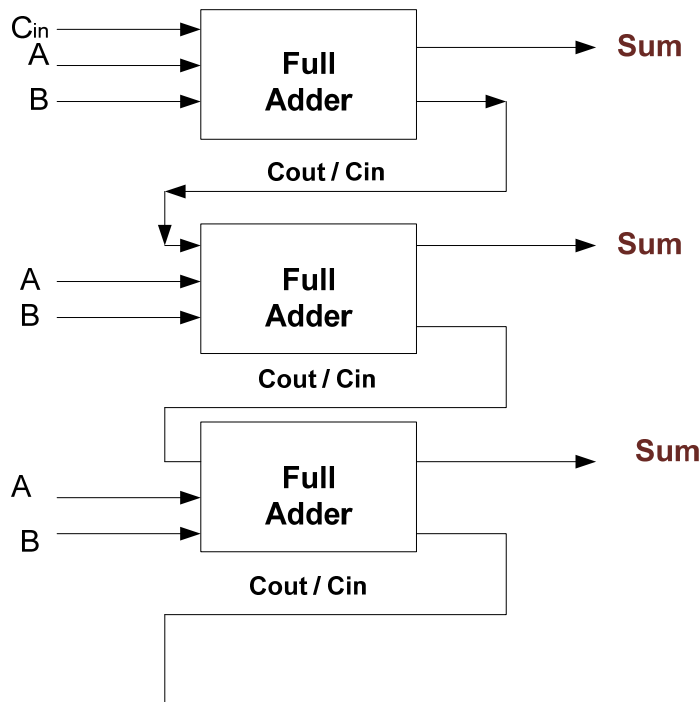 Cin
A
B
Full
Adder
Sum
Cout / Cin
A
B
Full
Adder
Sum
Cout / Cin
A
B
Full
Adder
Sum
Cout / Cin